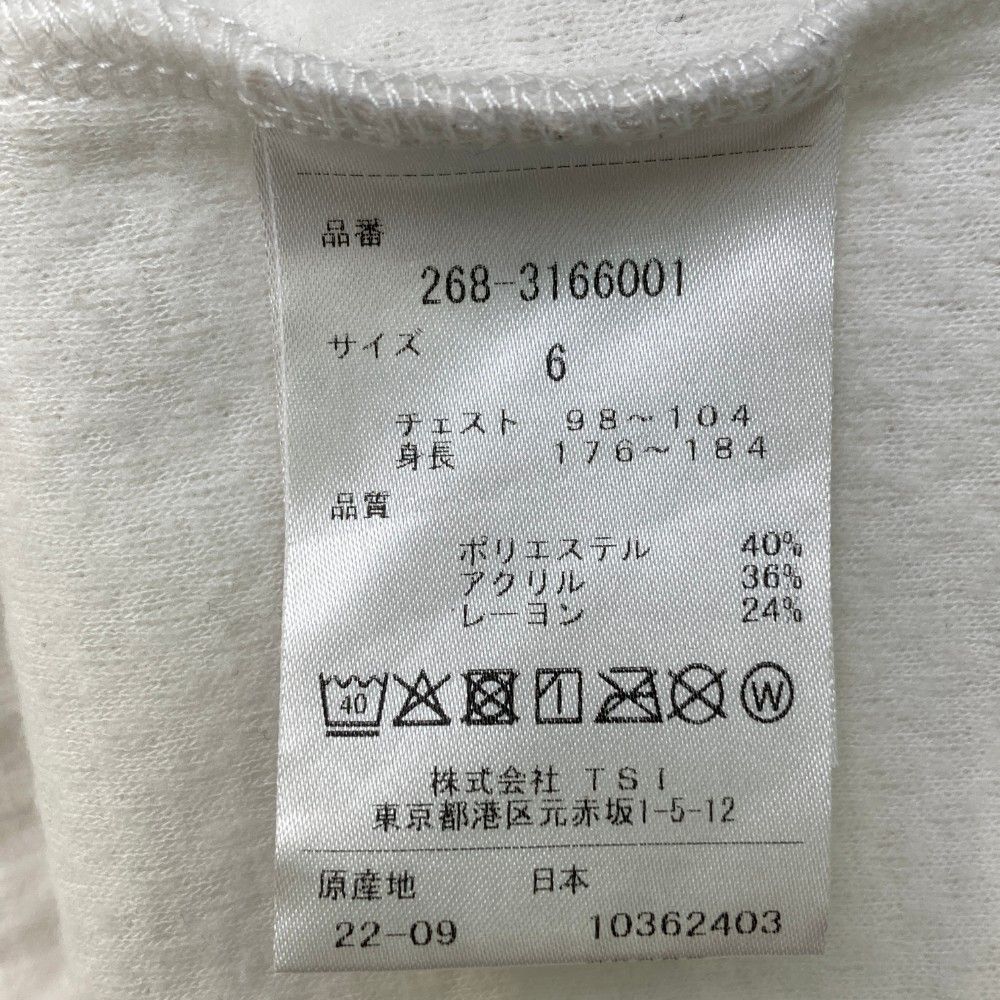 品番
268-3166001
サイズ 6
チェスト 98～104
身長 176～184
品質
ポリエステル 40%
アクリル 36%
レーヨン 24%
40 W
株式会社 TSI
東京都港区元赤坂1-5-12
原産地 日本
22-09 10362403